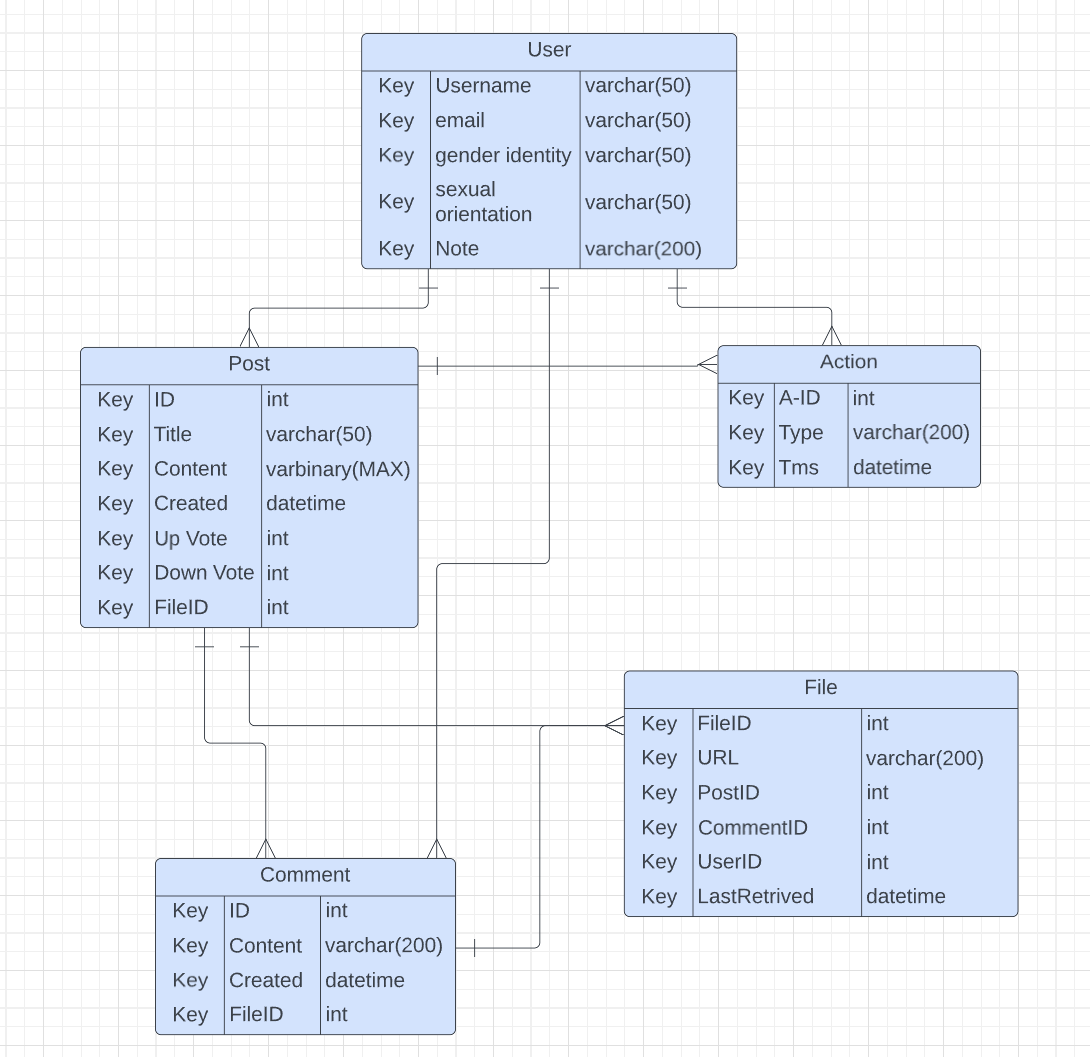 User
Key Username varchar(50)
Key email varchar(50)
Key gender identity varchar(50)
Key sexual orientation varchar(50)
Key Note varchar(200)
Post
Key ID int
Key Title varchar(50)
Key Content varbinary(MAX)
Key Created datetime
Key Up Vote int
Key Down Vote int
Key FileID int
Action
Key A-ID int
Key Type varchar(200)
Key Tms datetime
File
Key FileID int
Key URL varchar(200)
Key PostID int
Key CommentID int
Key UserID int
Key LastRetrived datetime
Comment
Key ID int
Key Content varchar(200)
Key Created datetime
Key FileID int